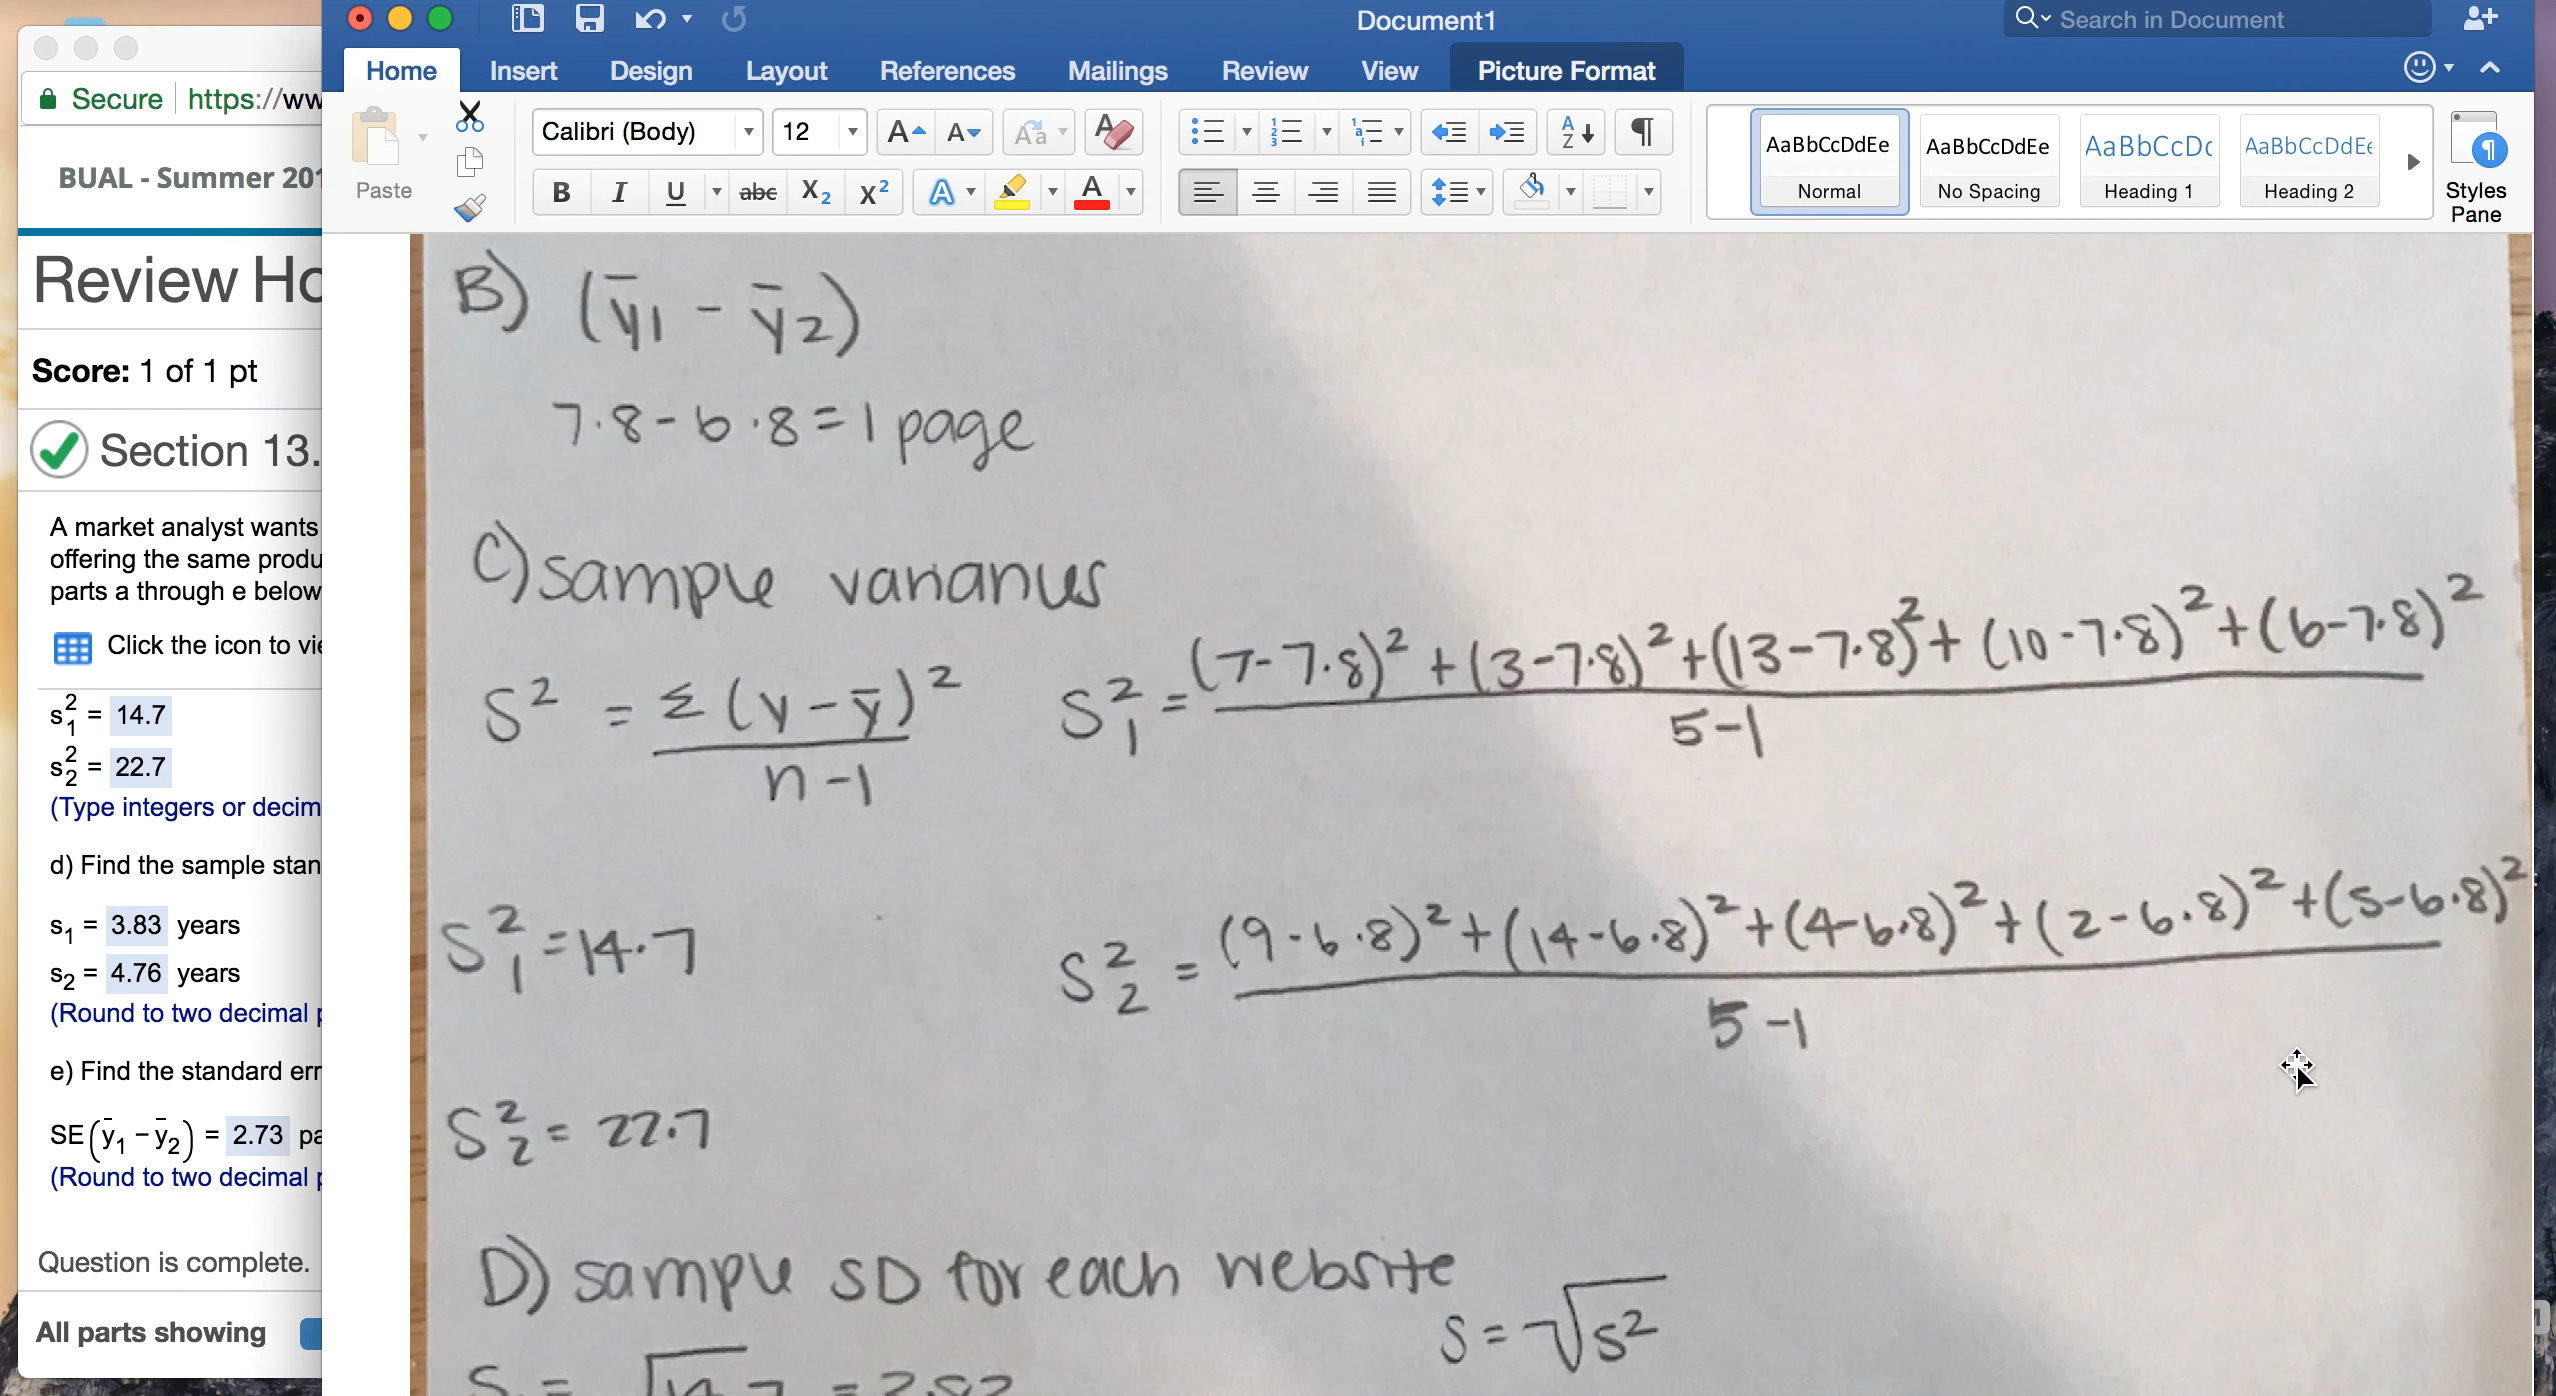 Document1
Search in Document
Home Insert Design Layout References Mailings Review View Picture Format
Secure https://ww
Paste
Calibri (Body) 12
AaBbCcDdEe Normal
AaBbCcDdEe No Spacing
AaBbCcDc Heading 1
AaBbCcDdEe Heading 2
Styles Pane
BUAL - Summer 201
Review Ho
Score: 1 of 1 pt
Section 13.
A market analyst wants
offering the same produ
parts a through e below
Click the icon to vie
s₁² = 14.7
s₂² = 22.7
(Type integers or decim
d) Find the sample stan
s₁ = 3.83 years
s₂ = 4.76 years
(Round to two decimal p
e) Find the standard err
SE(ȳ₁ − ȳ₂) = 2.73 pa
(Round to two decimal p
Question is complete.
All parts showing
B) (ȳ1 - ȳ2)
7.8-6.8=1 page
C) sample variances
S² = Σ(y-ȳ)² / n-1
S₁² = (7-7.8)² + (3-7.8)² + (13-7.8)² + (10-7.8)² + (6-7.8)² / 5-1
S₁² = 14.7
S₂² = (9-6.8)² + (14-6.8)² + (4-6.8)² + (2-6.8)² + (5-6.8)² / 5-1
S₂² = 22.7
D) sample SD for each website
S = √S²